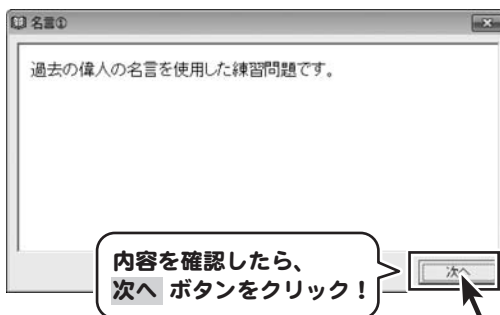 名言①
過去の偉人の名言を使用した練習問題です。
内容を確認したら、
次へ ボタンをクリック！
次へ